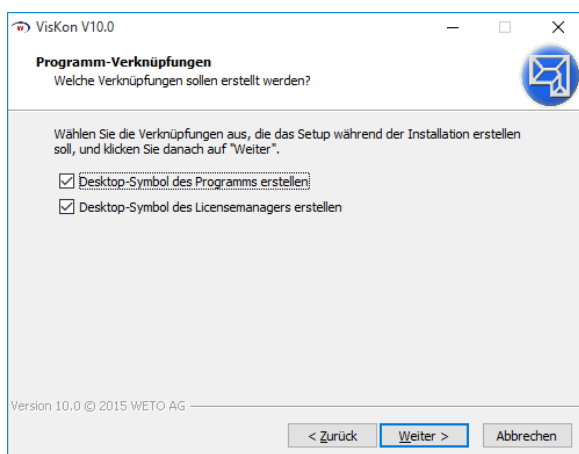 VisKon V10.0
Programm-Verknüpfungen
Welche Verknüpfungen sollen erstellt werden?
Wählen Sie die Verknüpfungen aus, die das Setup während der Installation erstellen
soll, und klicken Sie danach auf "Weiter".
Desktop-Symbol des Programms erstellen
Desktop-Symbol des Licensemanagers erstellen
Version 10.0 © 2015 WETO AG
< Zurück Weiter > Abbrechen